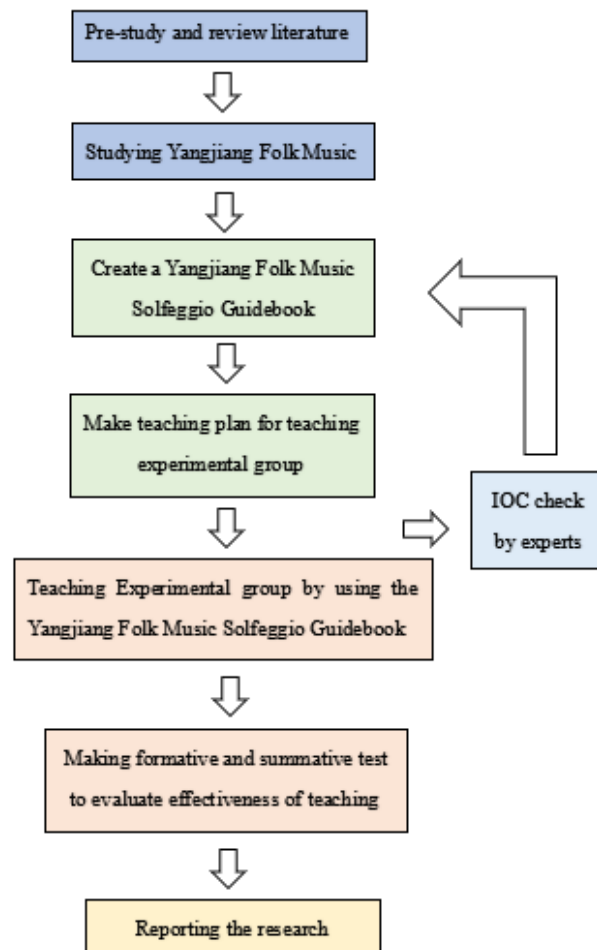 Pre-study and review literature
Studying Yangjiang Folk Music
Create a Yangjiang Folk Music
Solfeggio Guidebook
Make teaching plan for teaching
experimental group
IOC check
by experts
Teaching Experimental group by using the
Yangjiang Folk Music Solfeggio Guidebook
Making formative and summative test
to evaluate effectiveness of teaching
Reporting the research